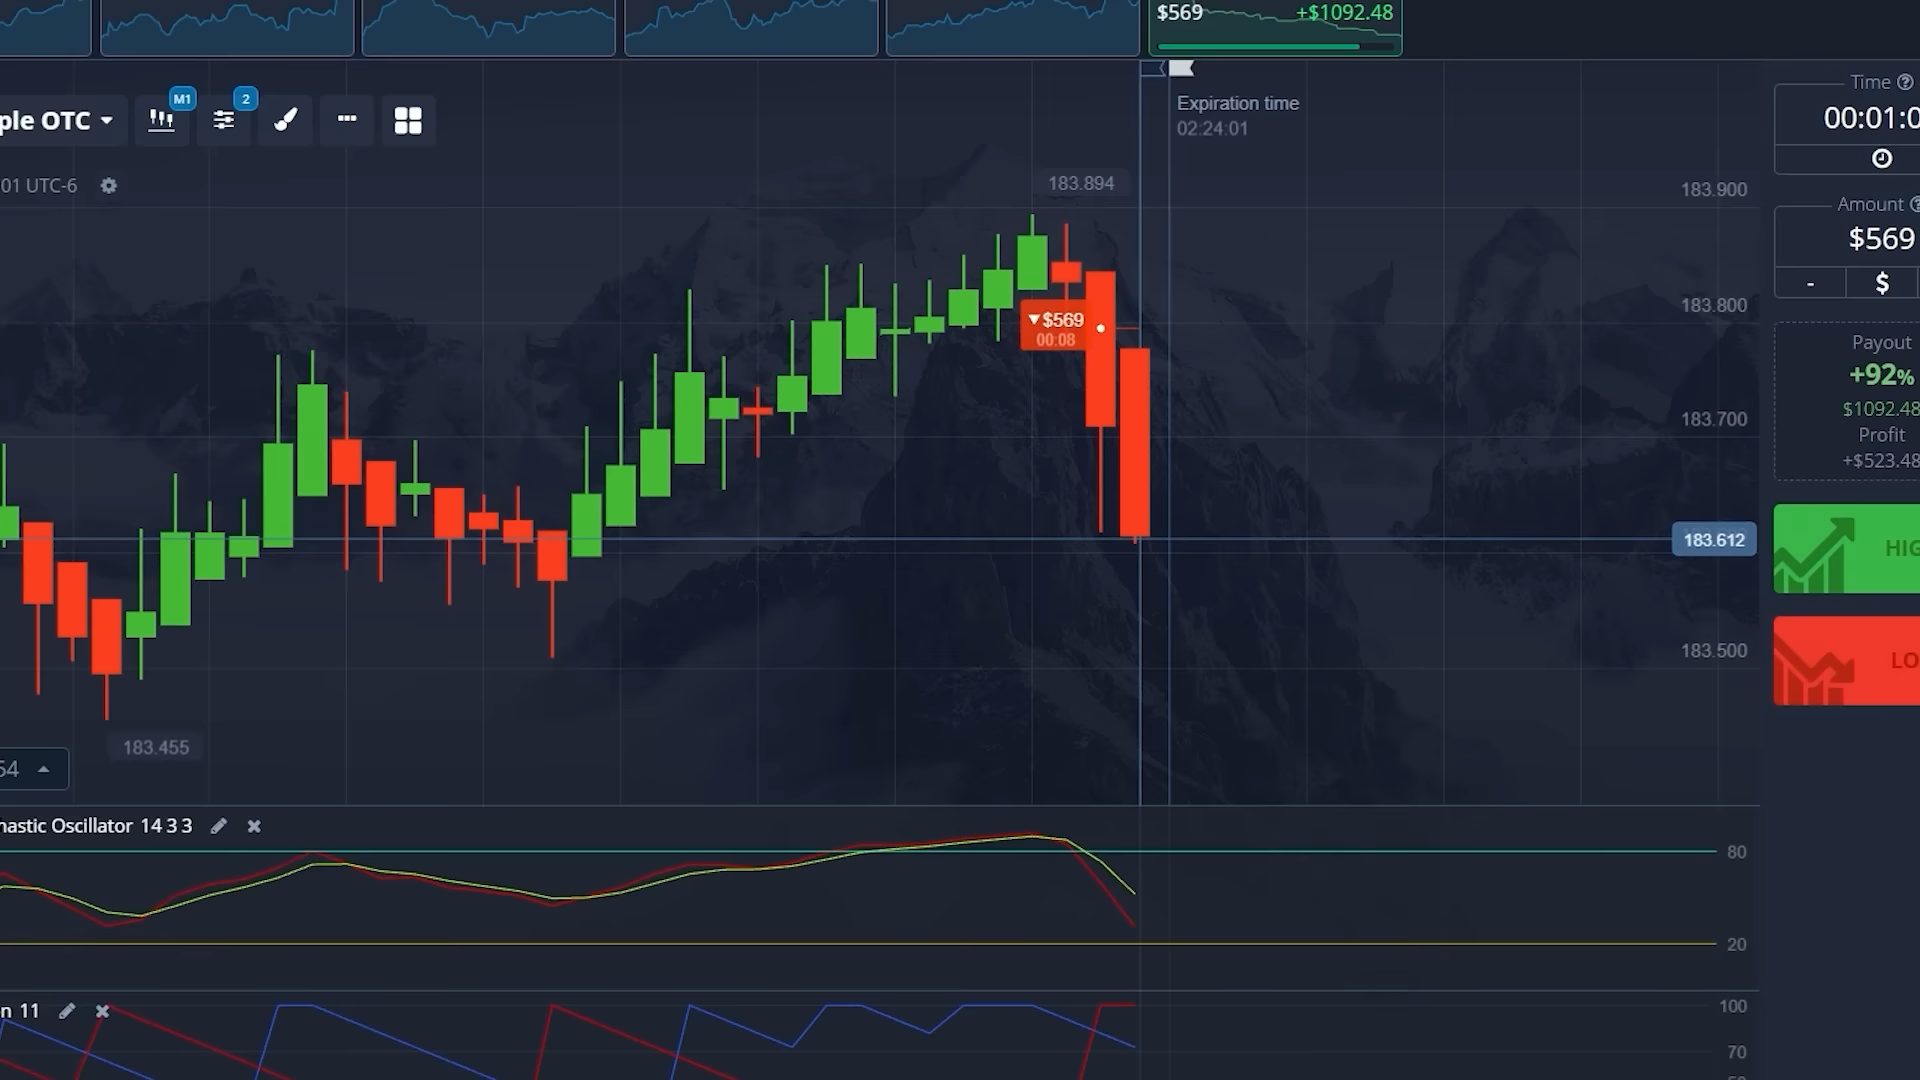 $569 +$1092.48
M1 2
ple OTC
Expiration time
02:24:01
01 UTC-6
183.894
183.900
183.800
183.700
183.612
183.500
▼$569
00:08
183.455
54
Time
00:01:0
Amount
$569
- $
Payout
+92%
$1092.48
Profit
+$523.48
HIG
LO
nastic Oscillator 14 3 3
80
20
n 11
100
70